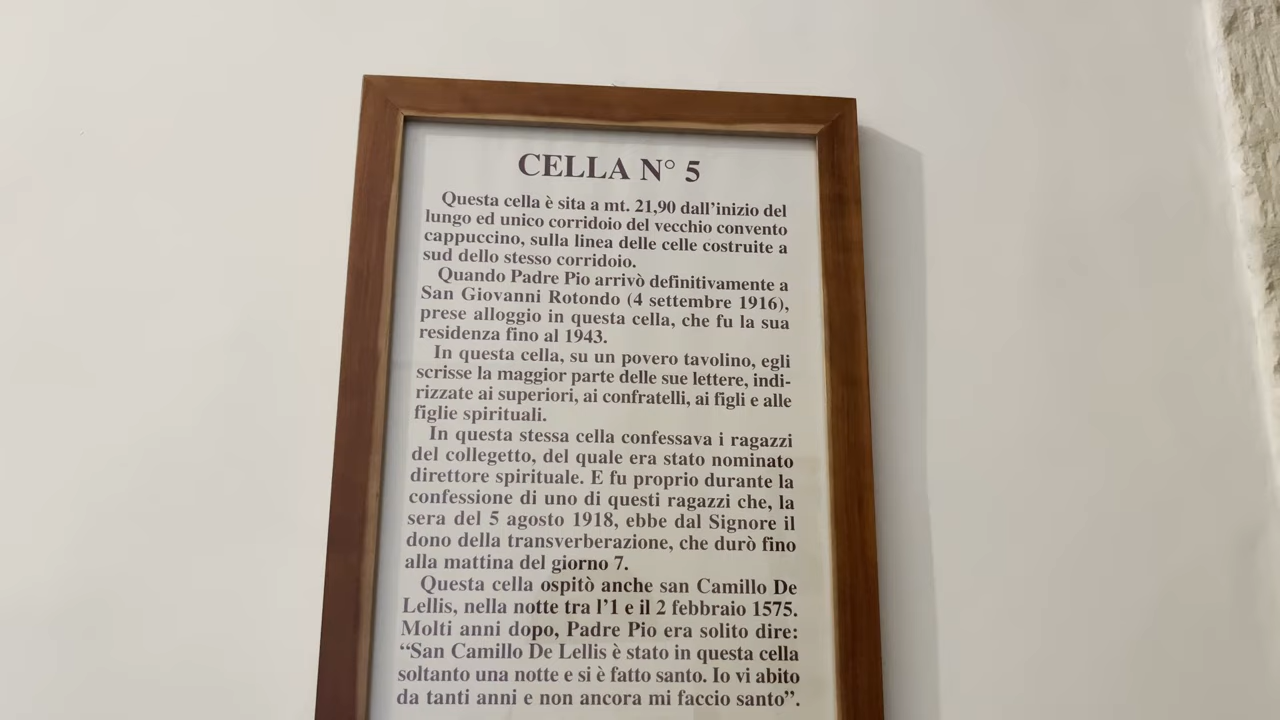 CELLA N° 5
Questa cella è sita a mt. 21,90 dall'inizio del
lungo ed unico corridoio del vecchio convento
cappuccino, sulla linea delle celle costruite a
sud dello stesso corridoio.
Quando Padre Pio arrivò definitivamente a
San Giovanni Rotondo (4 settembre 1916),
prese alloggio in questa cella, che fu la sua
residenza fino al 1943.
In questa cella, su un povero tavolino, egli
scrisse la maggior parte delle sue lettere, indi-
rizzate ai superiori, ai confratelli, ai figli e alle
figlie spirituali.
In questa stessa cella confessava i ragazzi
del collegetto, del quale era stato nominato
direttore spirituale. E fu proprio durante la
confessione di uno di questi ragazzi che, la
sera del 5 agosto 1918, ebbe dal Signore il
dono della transverberazione, che durò fino
alla mattina del giorno 7.
Questa cella ospitò anche san Camillo De
Lellis, nella notte tra l'1 e il 2 febbraio 1575.
Molti anni dopo, Padre Pio era solito dire:
“San Camillo De Lellis è stato in questa cella
soltanto una notte e si è fatto santo. Io vi abito
da tanti anni e non ancora mi faccio santo”.